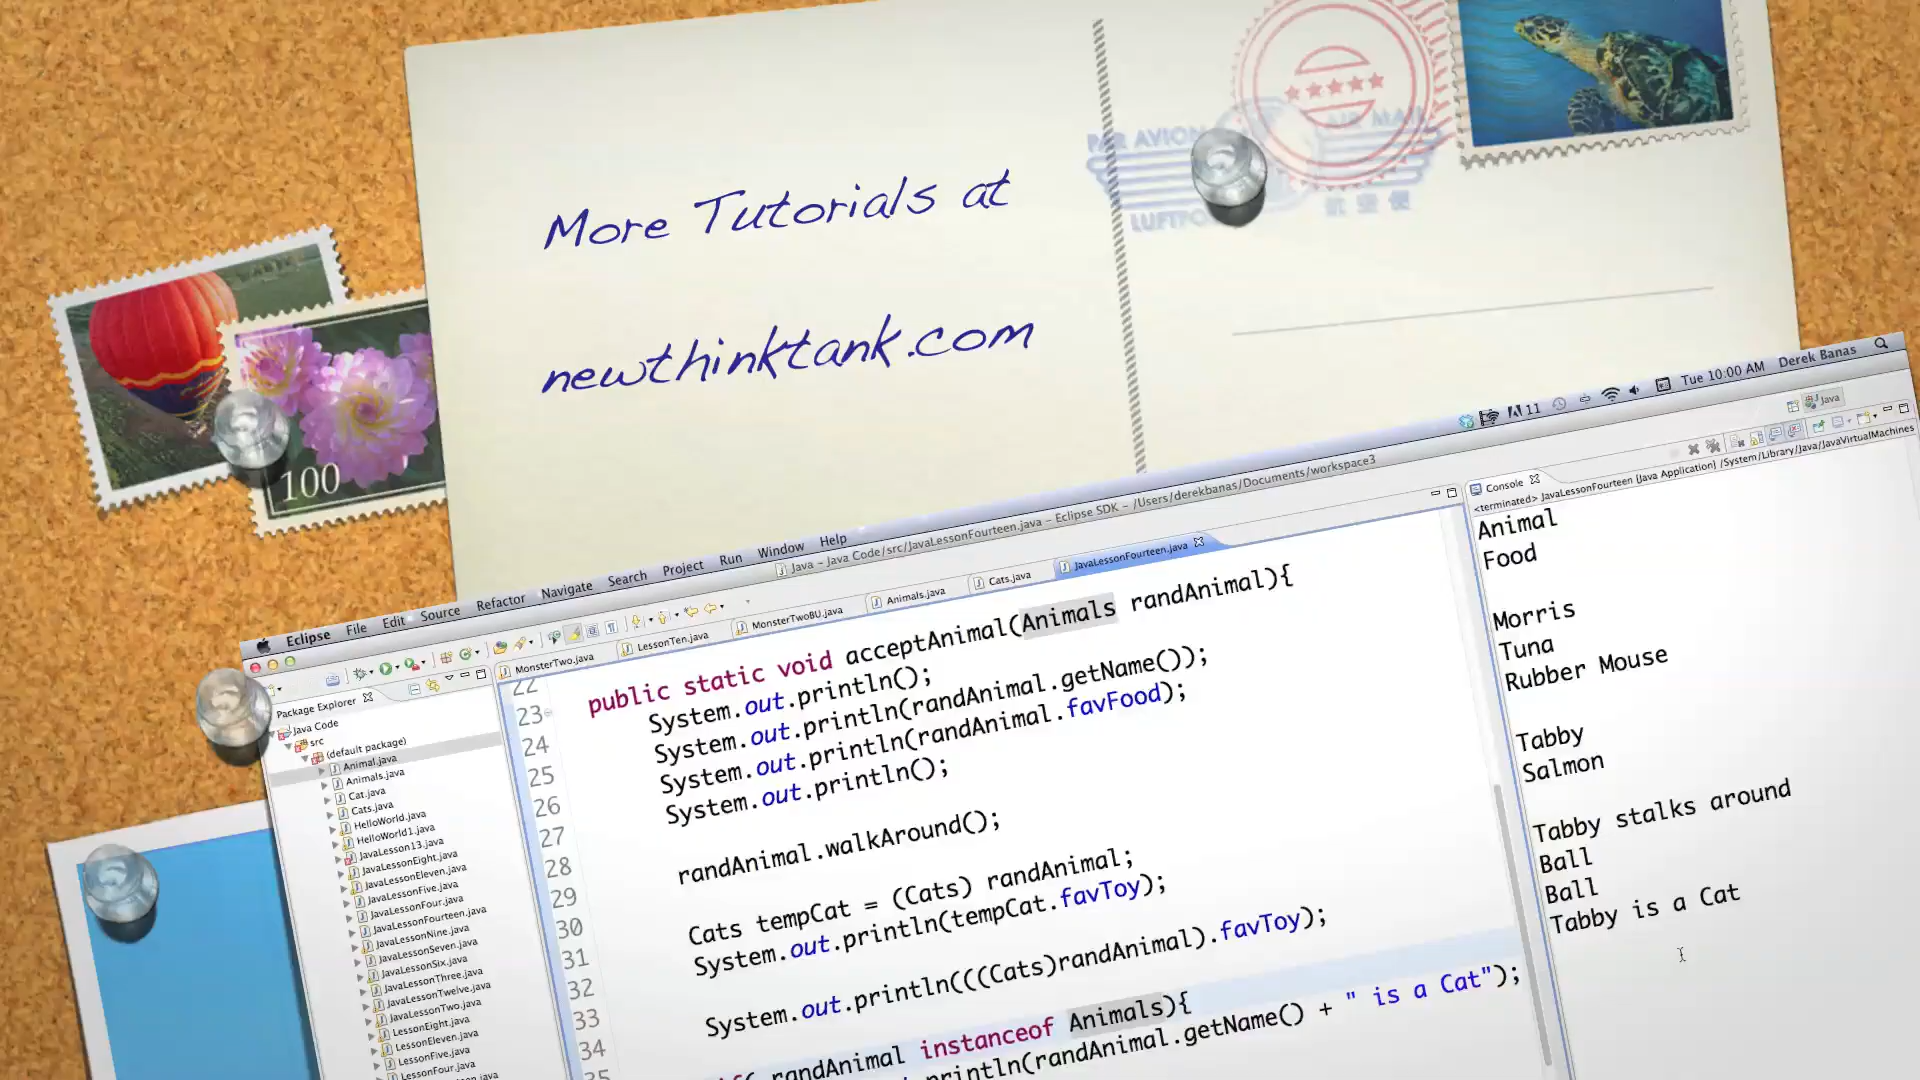 More Tutorials at
newthinktank.com
PAR AVION
AIR MAIL
100
Eclipse File Edit Source Refactor Navigate Search Project Run Window Help
11 Tue 10:00 AM Derek Banas
Java – Java Code/src/JavaLessonFourteen.java – Eclipse SDK – /Users/derekbanas/Documents/workspace3
Java
Package Explorer
Java Code
src
(default package)
Animal.java
Animals.java
Cat.java
Cats.java
HelloWorld.java
HelloWorld1.java
JavaLesson13.java
JavaLessonEight.java
JavaLessonEleven.java
JavaLessonFive.java
JavaLessonFour.java
JavaLessonFourteen.java
JavaLessonNine.java
JavaLessonSeven.java
JavaLessonSix.java
JavaLessonThree.java
JavaLessonTwelve.java
JavaLessonTwo.java
LessonEight.java
LessonEleven.java
LessonFive.java
LessonFour.java
MonsterTwo.java LessonTen.java MonsterTwoBU.java Animals.java Cats.java JavaLessonFourteen.java
22
23 public static void acceptAnimal(Animals randAnimal){
24 System.out.println();
25 System.out.println(randAnimal.getName());
26 System.out.println(randAnimal.favFood);
27 System.out.println();
28
29 randAnimal.walkAround();
30
31 Cats tempCat = (Cats) randAnimal;
32 System.out.println(tempCat.favToy);
33
34 System.out.println(((Cats)randAnimal).favToy);
35
randAnimal instanceof Animals){
println(randAnimal.getName() + " is a Cat");
Console
<terminated> JavaLessonFourteen [Java Application] /System/Library/Java/JavaVirtualMachines
Animal
Food
Morris
Tuna
Rubber Mouse
Tabby
Salmon
Tabby stalks around
Ball
Ball
Tabby is a Cat